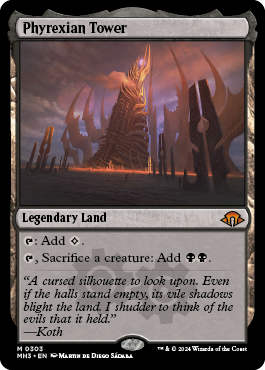 Phyrexian Tower
Legendary Land
: Add .
, Sacrifice a creature: Add .
“A cursed silhouette to look upon. Even
if the halls stand empty, its vile shadows
blight the land. I shudder to think of the
evils that it held.”
—Koth
M 0303
MH3 • EN Martin de Diego Sádaba
™ & © 2024 Wizards of the Coast